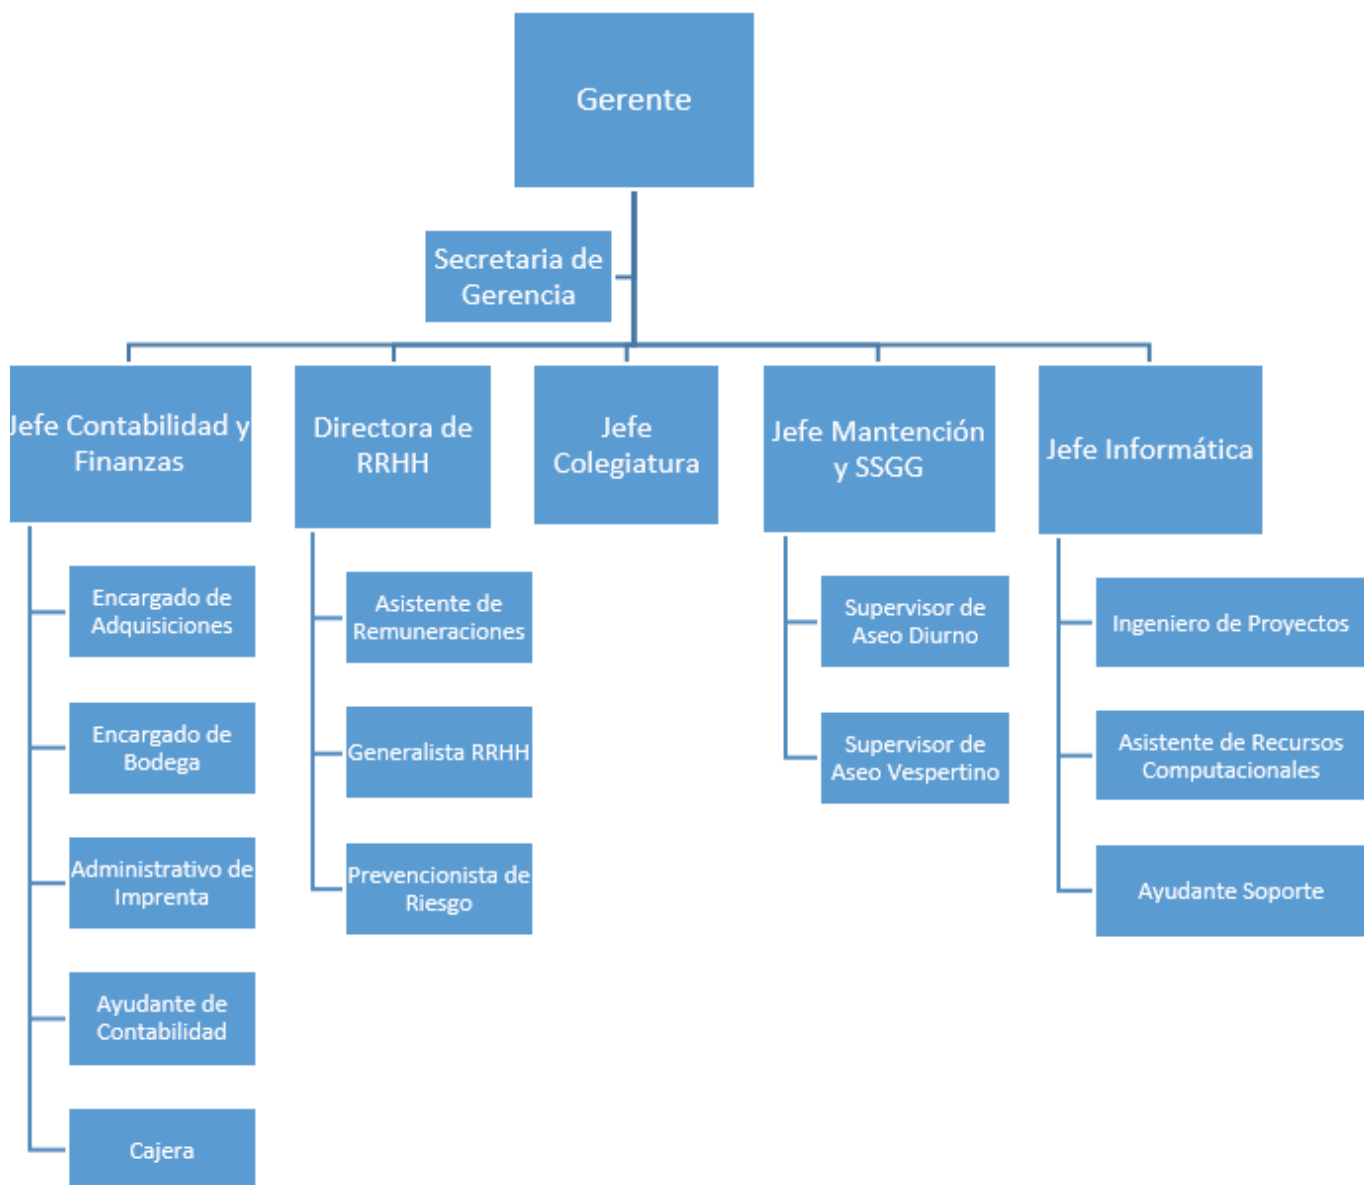 Gerente
Secretaria de
Gerencia
Jefe Contabilidad y
Finanzas
Directora de
RRHH
Jefe
Colegiatura
Jefe Mantención
y SSGG
Jefe Informática
Encargado de
Adquisiciones
Encargado de
Bodega
Administrativo de
Imprenta
Ayudante de
Contabilidad
Cajera
Asistente de
Remuneraciones
Generalista RRHH
Prevencionista de
Riesgo
Supervisor de
Aseo Diurno
Supervisor de
Aseo Vespertino
Ingeniero de Proyectos
Asistente de Recursos
Computacionales
Ayudante Soporte